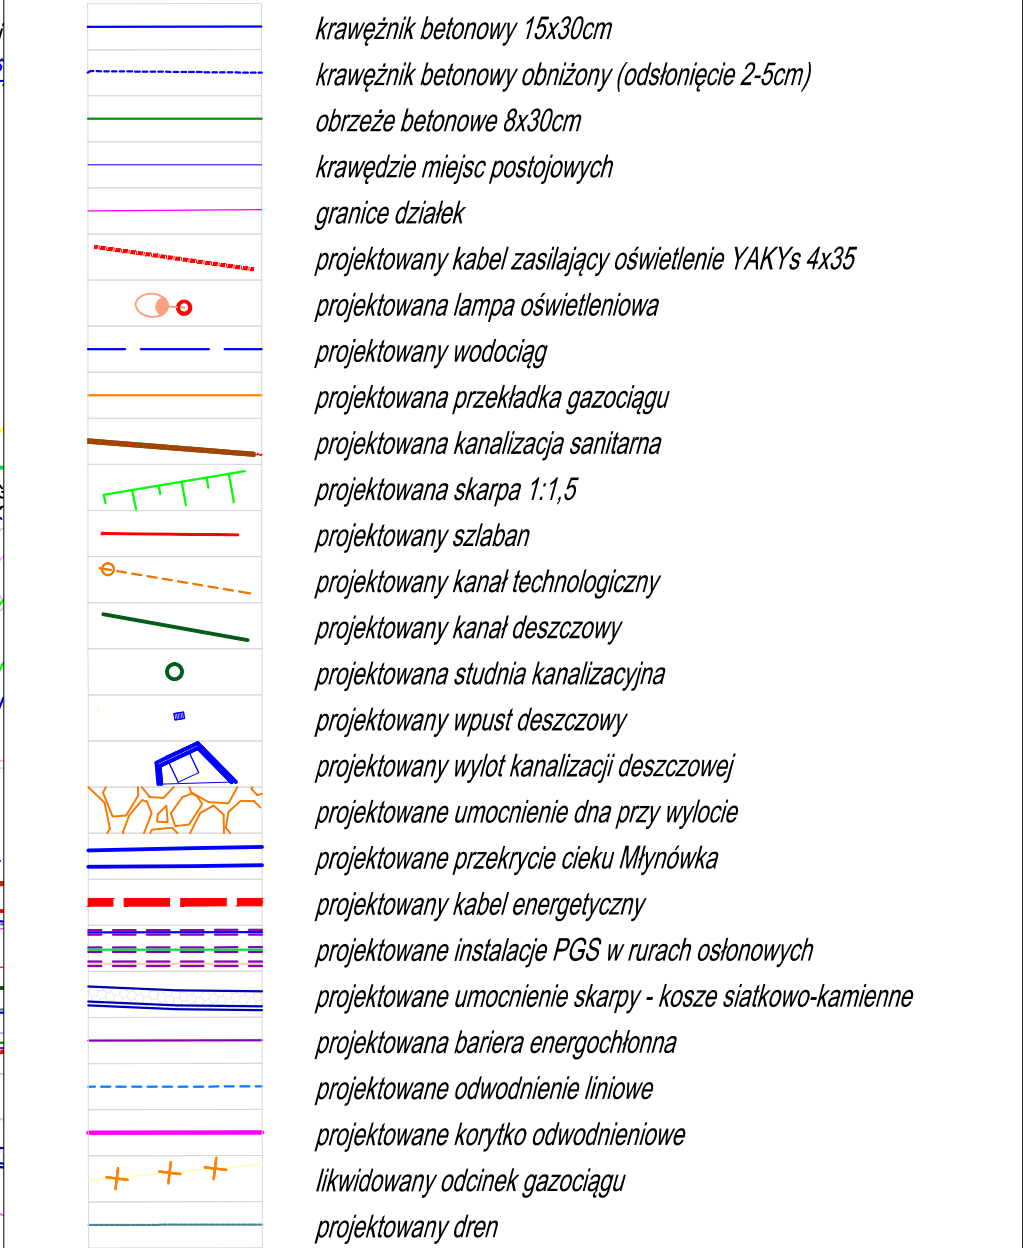 krawężnik betonowy 15x30cm
krawężnik betonowy obniżony (odsłonięcie 2-5cm)
obrzeże betonowe 8x30cm
krawędzie miejsc postojowych
granice działek
projektowany kabel zasilający oświetlenie YAKYs 4x35
projektowana lampa oświetleniowa
projektowany wodociąg
projektowana przekładka gazociągu
projektowana kanalizacja sanitarna
projektowana skarpa 1:1,5
projektowany szlaban
projektowany kanał technologiczny
projektowany kanał deszczowy
projektowana studnia kanalizacyjna
projektowany wpust deszczowy
projektowany wylot kanalizacji deszczowej
projektowane umocnienie dna przy wylocie
projektowane przekrycie cieku Młynówka
projektowany kabel energetyczny
projektowane instalacje PGS w rurach osłonowych
projektowane umocnienie skarpy - kosze siatkowo-kamienne
projektowana bariera energochłonna
projektowane odwodnienie liniowe
projektowane korytko odwodnieniowe
likwidowany odcinek gazociągu
projektowany dren